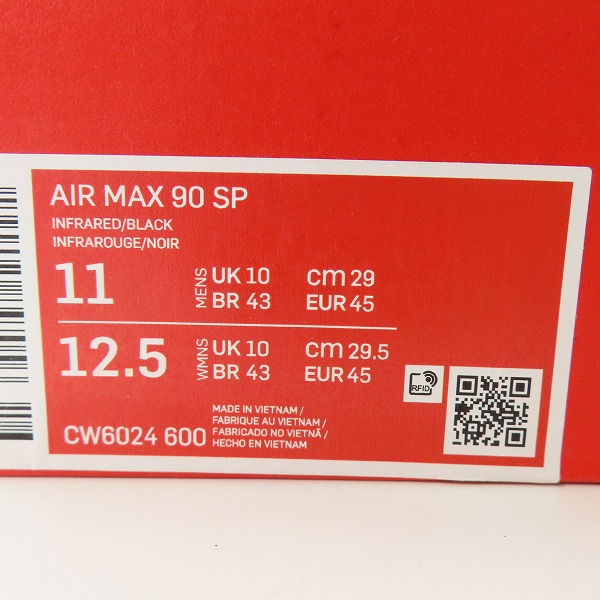 AIR MAX 90 SP
INFRARED/BLACK
INFRAROUGE/NOIR
11 MENS UK 10 cm 29
BR 43 EUR 45
12.5 WMNS UK 10 cm 29.5
BR 43 EUR 45
RFID
CW6024 600
MADE IN VIETNAM /
FABRIQUE AU VIETNAM /
FABRICADO NO VIETNÃ /
HECHO EN VIETNAM